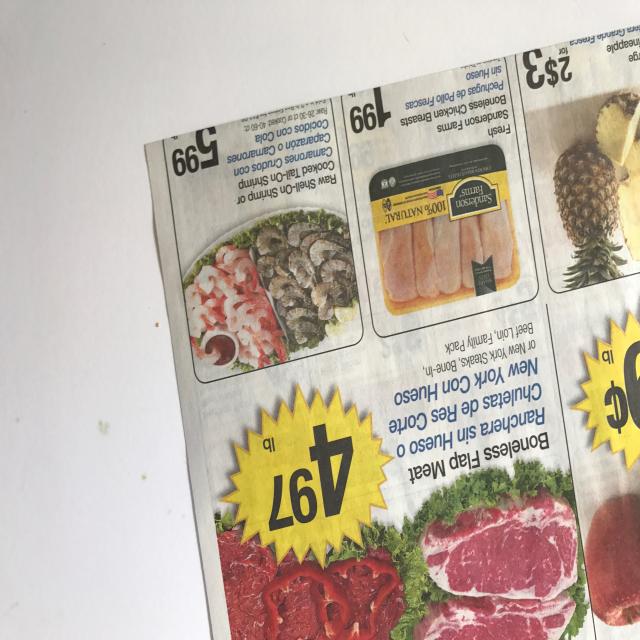 Boneless Flap Meat
Ranchera sin Hueso o
Chuletas de Res Corte
New York Con Hueso
or New York Steaks, Bone-in,
Beef Loin, Family Pack
497
lb
¢
lb
Fresh
Sanderson Farms
Boneless Chicken Breasts
Pechugas de Pollo Frescas
sin Hueso
199
Sanderson
Farms
100% NATURAL
Raw Shell-On Shrimp or
Cooked Tail-On Shrimp
Camarones Crudos con
Caparazón o Camarones
Cocidos con Cola
599
2$3
for